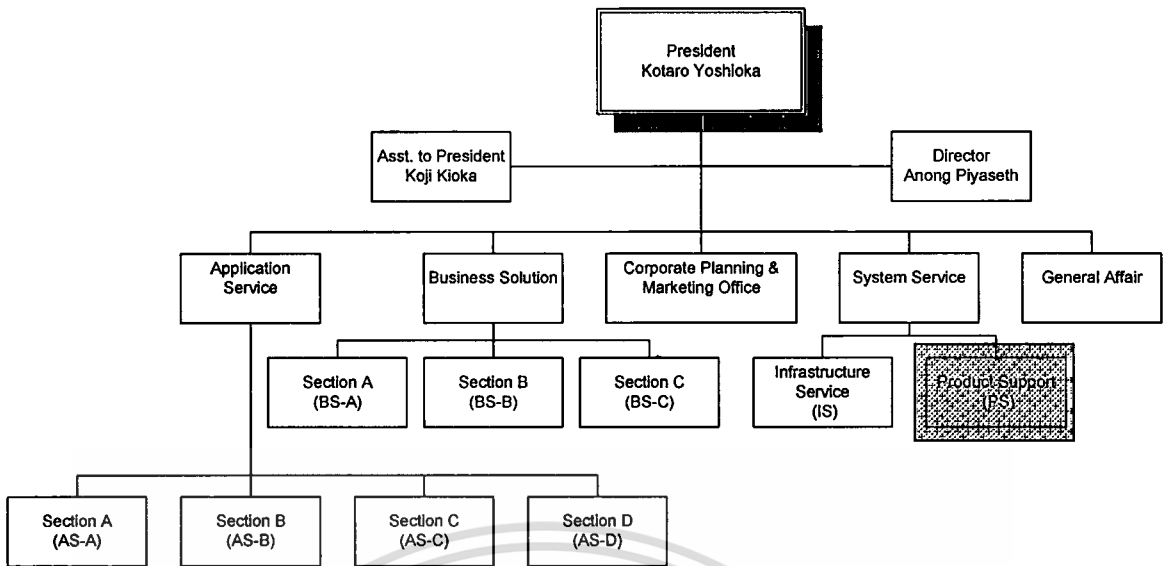 President
Kotaro Yoshioka
Asst. to President
Koji Kioka
Director
Anong Piyaseth
Application
Service
Business Solution
Corporate Planning &
Marketing Office
System Service
General Affair
Section A
(BS-A)
Section B
(BS-B)
Section C
(BS-C)
Infrastructure
Service
(IS)
Product Support
(PS)
Section A
(AS-A)
Section B
(AS-B)
Section C
(AS-C)
Section D
(AS-D)